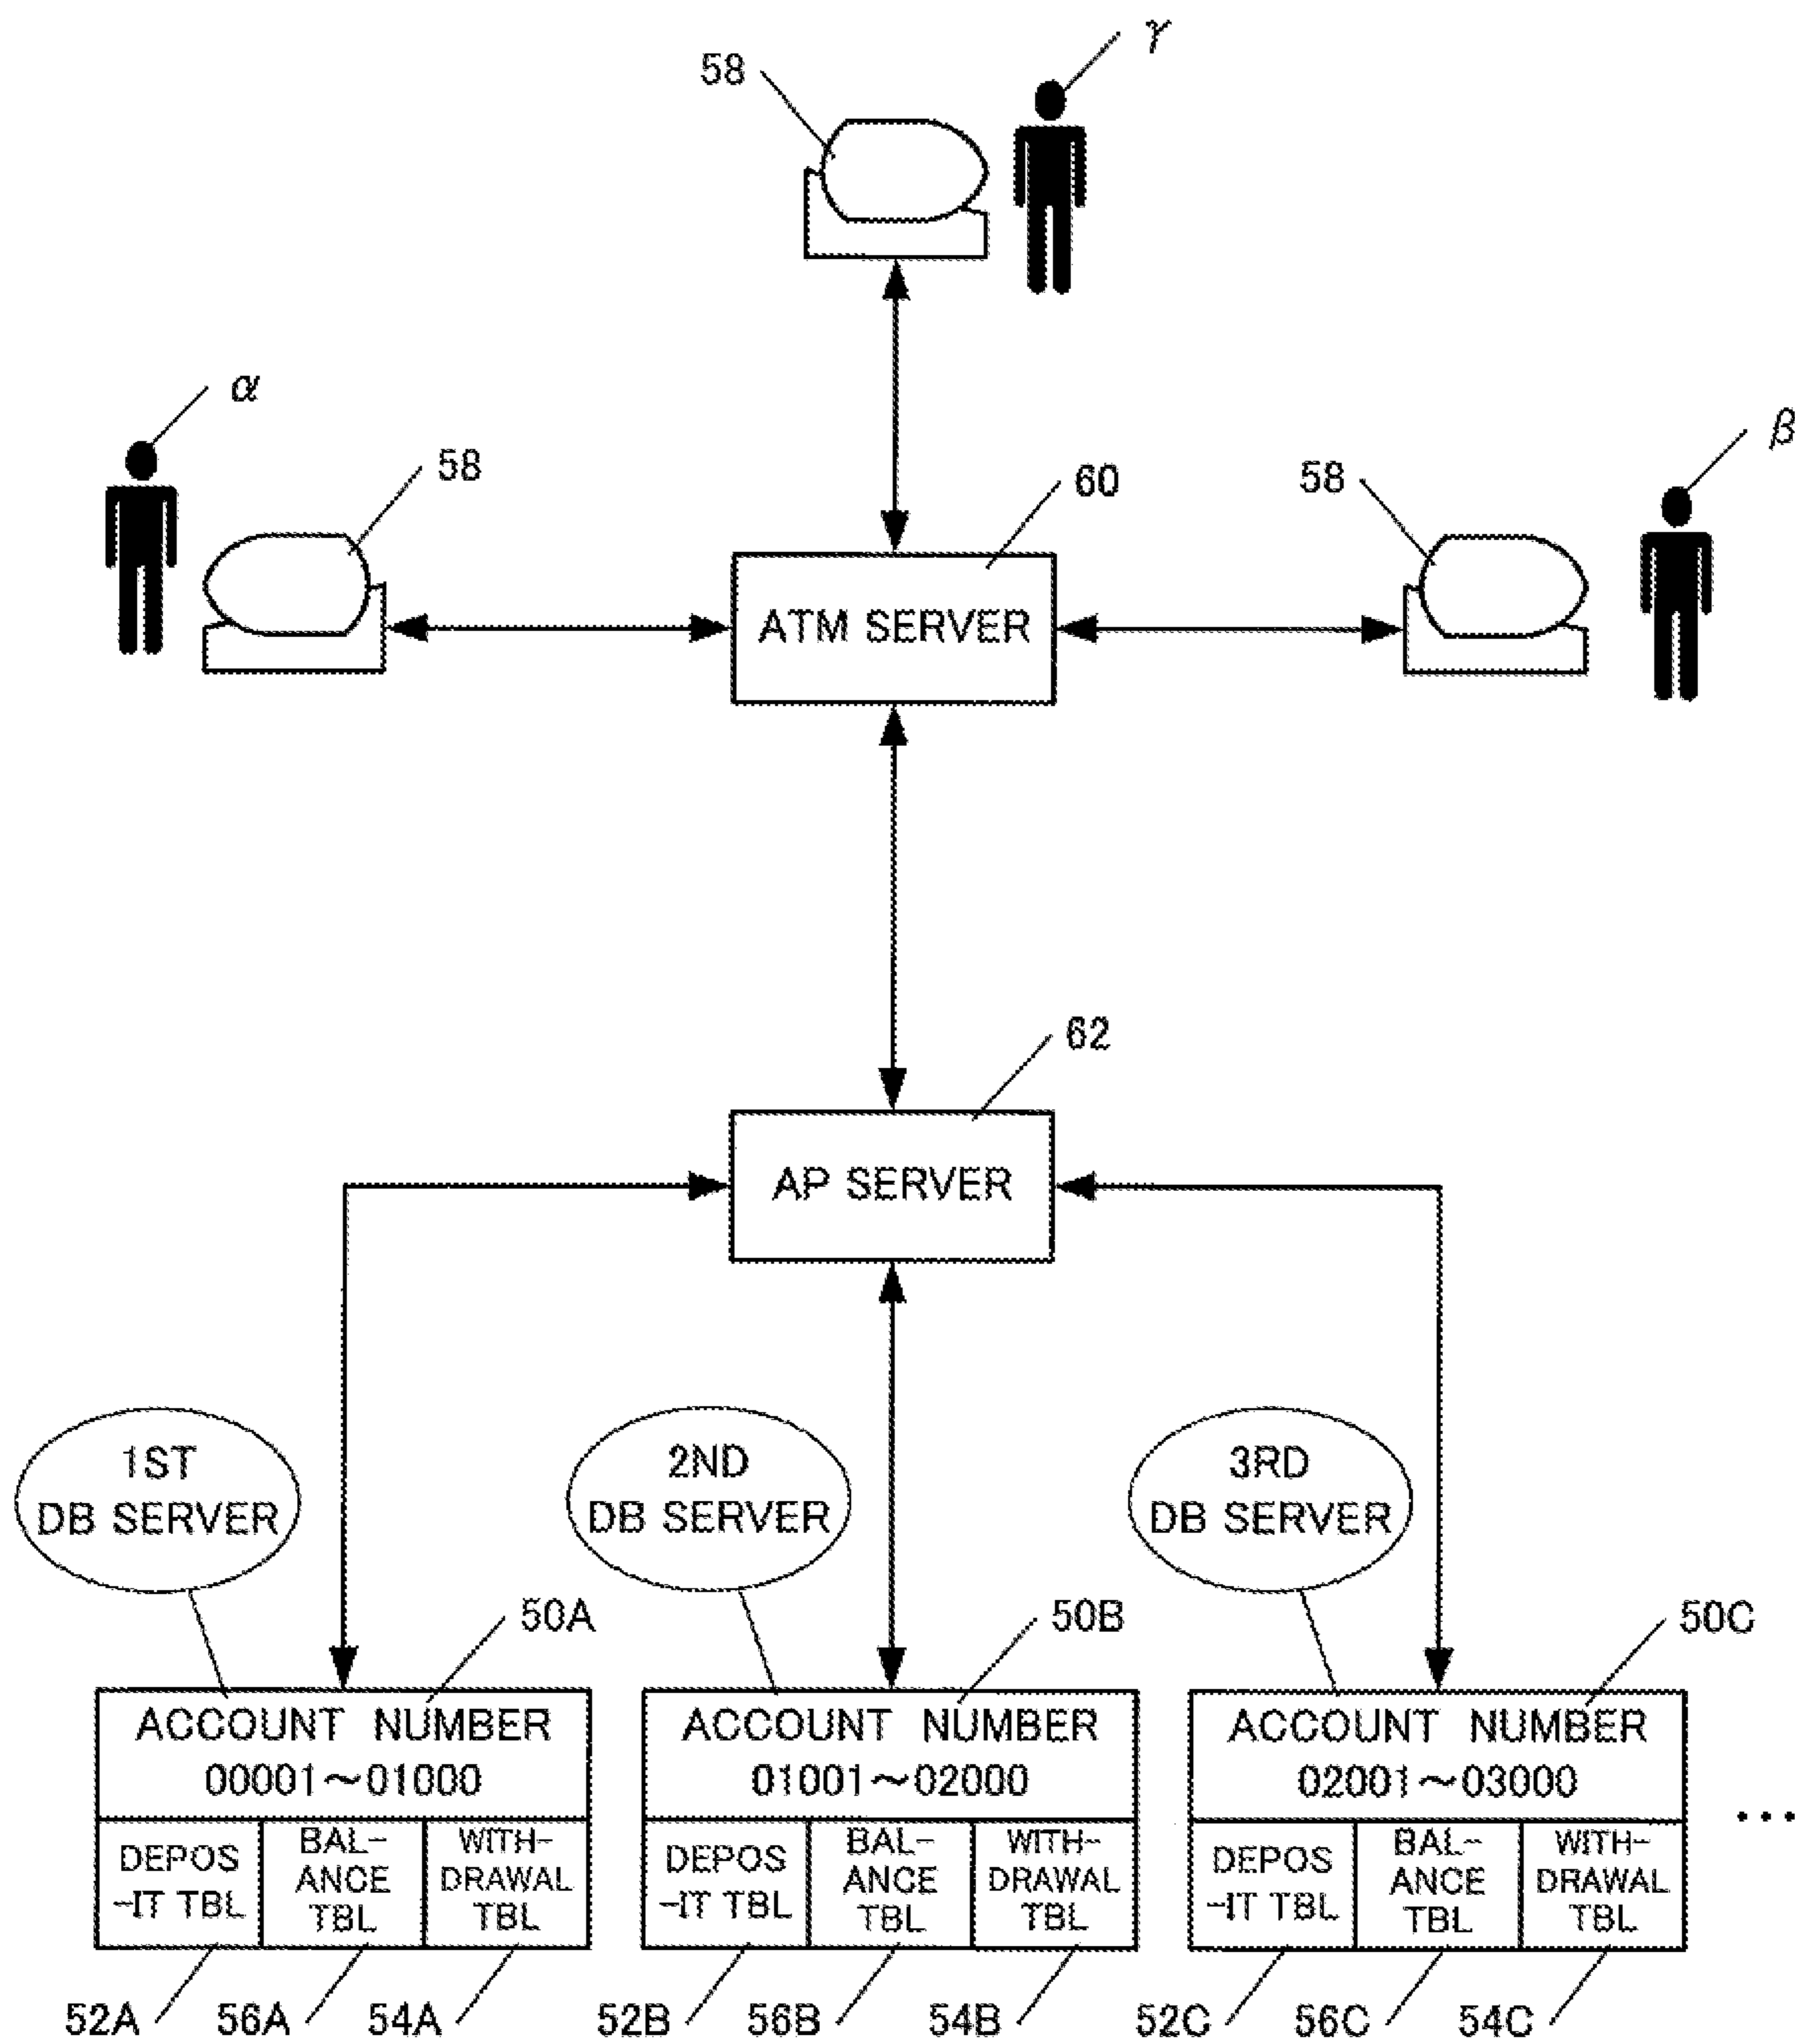 γ
58
α
58
60
58
β
ATM SERVER
62
AP SERVER
1ST
DB SERVER
2ND
DB SERVER
3RD
DB SERVER
50A
50B
50C
ACCOUNT NUMBER
00001～01000
ACCOUNT NUMBER
01001～02000
ACCOUNT NUMBER
02001～03000
DEPOS
-IT TBL
BAL-
ANCE
TBL
WITH-
DRAWAL
TBL
DEPOS
-IT TBL
BAL-
ANCE
TBL
WITH-
DRAWAL
TBL
DEPOS
-IT TBL
BAL-
ANCE
TBL
WITH-
DRAWAL
TBL
...
52A
56A
54A
52B
56B
54B
52C
56C
54C